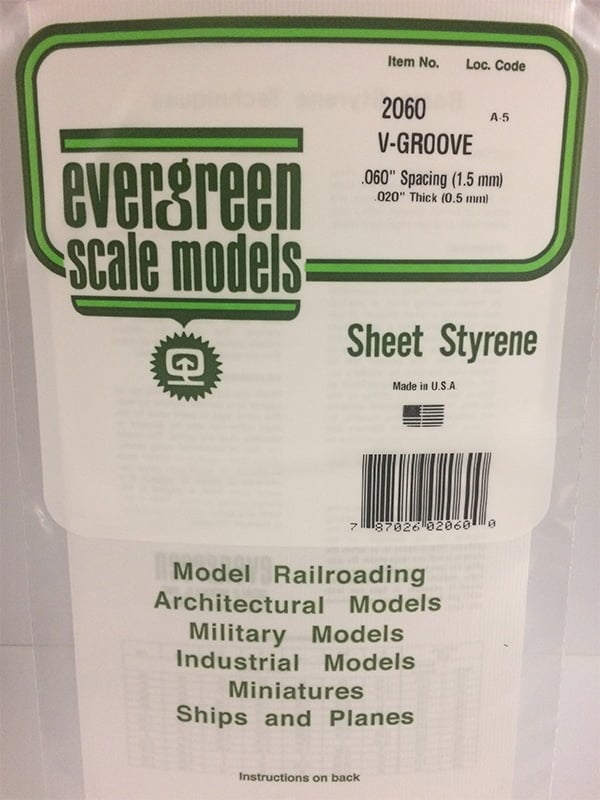 Item No. Loc. Code
2060 A-5
V-GROOVE
.060" Spacing (1.5 mm)
.020" Thick (0.5 mm)
evergreen
scale models
Sheet Styrene
Made in U.S.A
7 87026 02060 0
Model Railroading
Architectural Models
Military Models
Industrial Models
Miniatures
Ships and Planes
Instructions on back